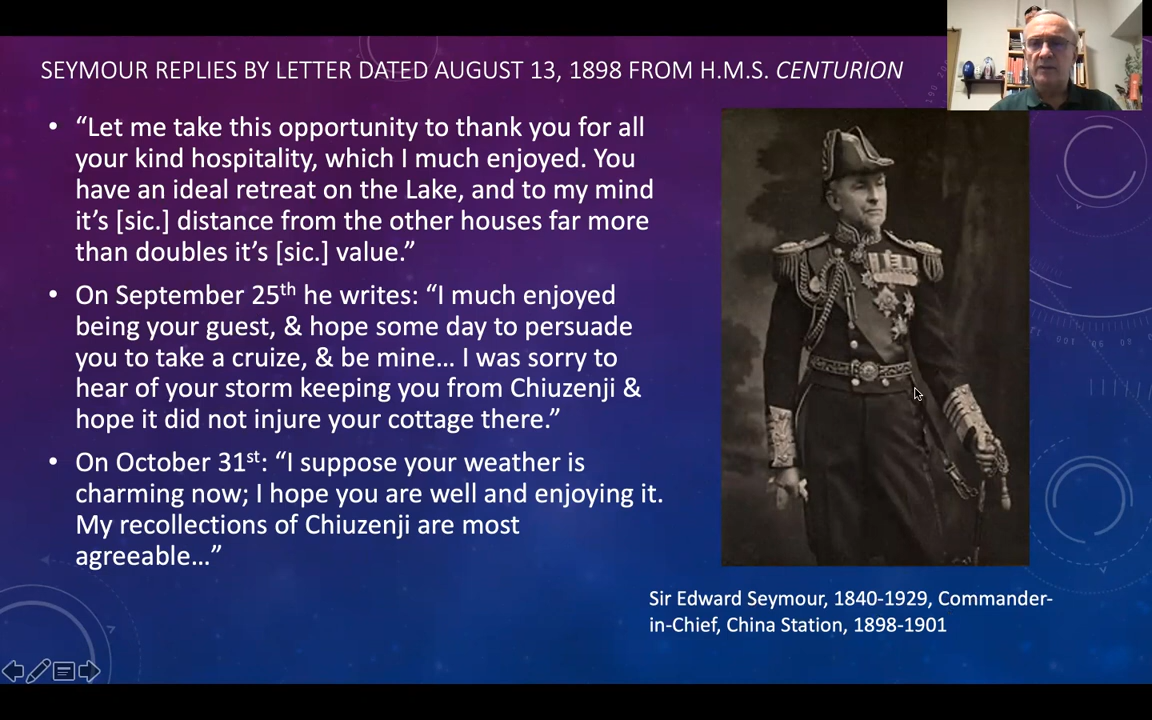 SEYMOUR REPLIES BY LETTER DATED AUGUST 13, 1898 FROM H.M.S. CENTURION
• “Let me take this opportunity to thank you for all
your kind hospitality, which I much enjoyed. You
have an ideal retreat on the Lake, and to my mind
it’s [sic.] distance from the other houses far more
than doubles it’s [sic.] value.”
• On September 25th he writes: “I much enjoyed
being your guest, & hope some day to persuade
you to take a cruize, & be mine… I was sorry to
hear of your storm keeping you from Chiuzenji &
hope it did not injure your cottage there.”
• On October 31st: “I suppose your weather is
charming now; I hope you are well and enjoying it.
My recollections of Chiuzenji are most
agreeable…”
Sir Edward Seymour, 1840-1929, Commander-
in-Chief, China Station, 1898-1901